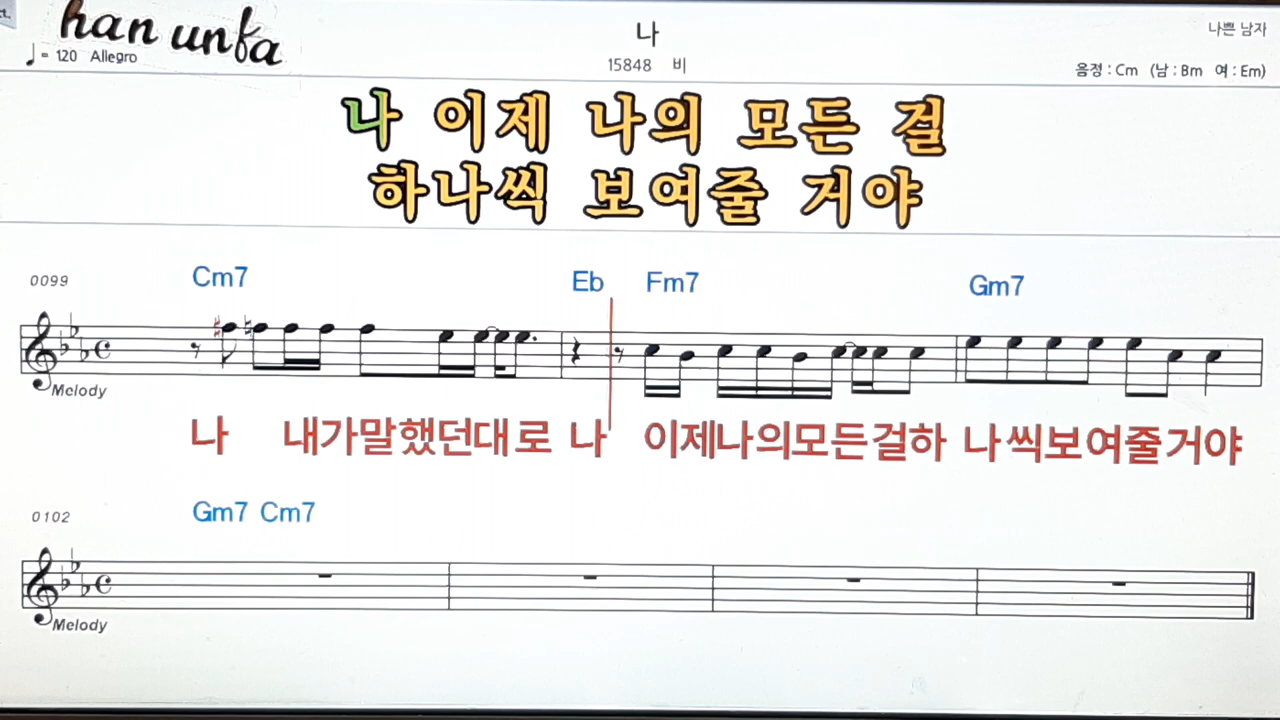 han unfa
나
나쁜 남자
♩ = 120 Allegro
15848 비
음정 : Cm (남 : Bm 여 : Em)
나 이제 나의 모든 걸
하나씩 보여줄 거야
0099 Cm7 Eb Fm7 Gm7
Melody
나 내가말했던대로 나 이제나의모든걸하 나씩보여줄거야
0102 Gm7 Cm7
Melody